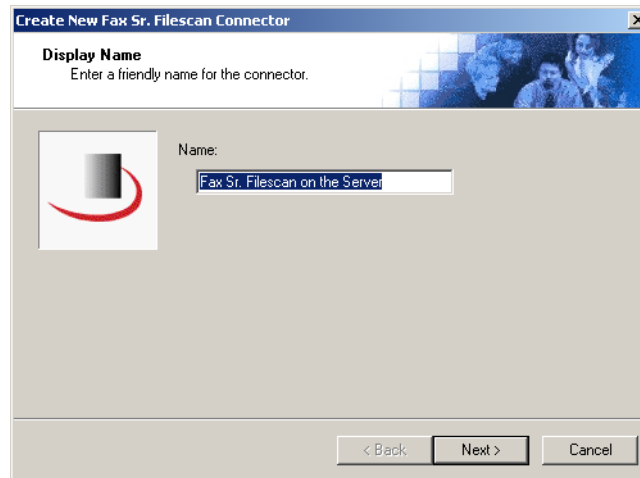 Create New Fax Sr. Filescan Connector
Display Name
Enter a friendly name for the connector.
Name:
Fax Sr. Filescan on the Server
< Back
Next >
Cancel